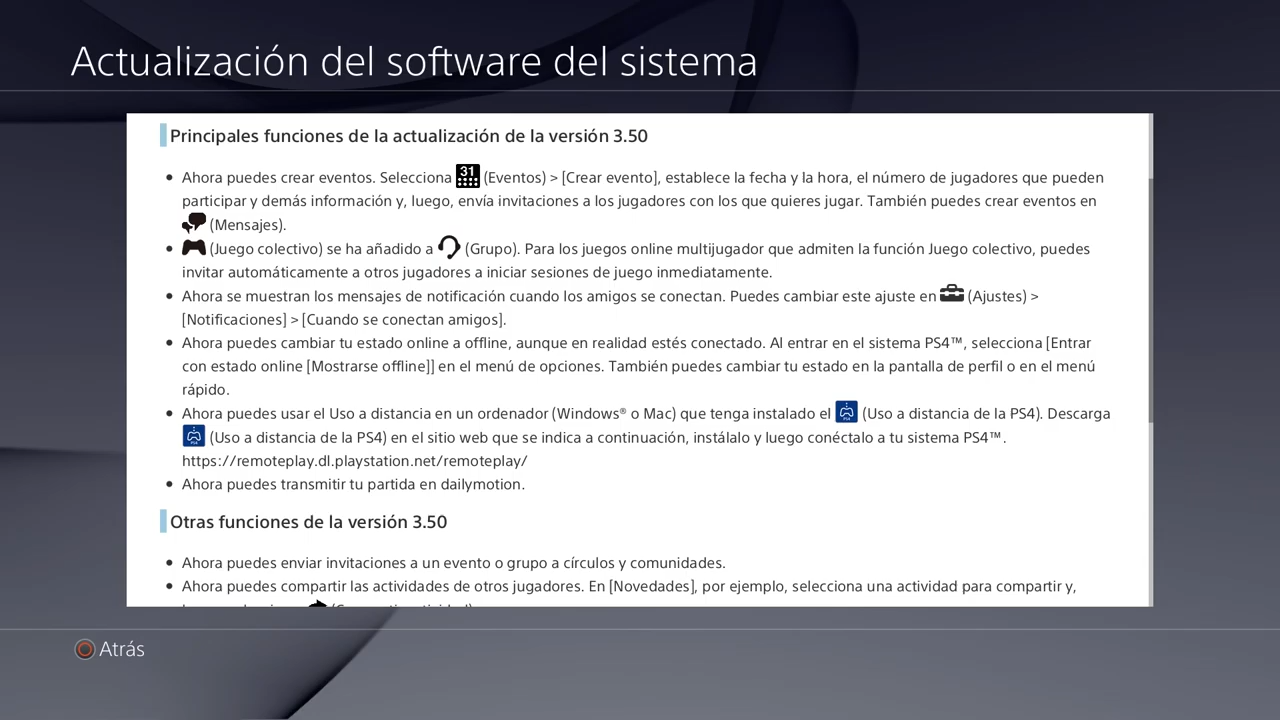 Actualización del software del sistema
Principales funciones de la actualización de la versión 3.50
• Ahora puedes crear eventos. Selecciona 31 (Eventos) > [Crear evento], establece la fecha y la hora, el número de jugadores que pueden
participar y demás información y, luego, envía invitaciones a los jugadores con los que quieres jugar. También puedes crear eventos en
(Mensajes).
• (Juego colectivo) se ha añadido a (Grupo). Para los juegos online multijugador que admiten la función Juego colectivo, puedes
invitar automáticamente a otros jugadores a iniciar sesiones de juego inmediatamente.
• Ahora se muestran los mensajes de notificación cuando los amigos se conectan. Puedes cambiar este ajuste en (Ajustes) >
[Notificaciones] > [Cuando se conectan amigos].
• Ahora puedes cambiar tu estado online a offline, aunque en realidad estés conectado. Al entrar en el sistema PS4™, selecciona [Entrar
con estado online [Mostrarse offline]] en el menú de opciones. También puedes cambiar tu estado en la pantalla de perfil o en el menú
rápido.
• Ahora puedes usar el Uso a distancia en un ordenador (Windows® o Mac) que tenga instalado el (Uso a distancia de la PS4). Descarga
(Uso a distancia de la PS4) en el sitio web que se indica a continuación, instálalo y luego conéctalo a tu sistema PS4™.
https://remoteplay.dl.playstation.net/remoteplay/
• Ahora puedes transmitir tu partida en dailymotion.
Otras funciones de la versión 3.50
• Ahora puedes enviar invitaciones a un evento o grupo a círculos y comunidades.
• Ahora puedes compartir las actividades de otros jugadores. En [Novedades], por ejemplo, selecciona una actividad para compartir y,
Atrás